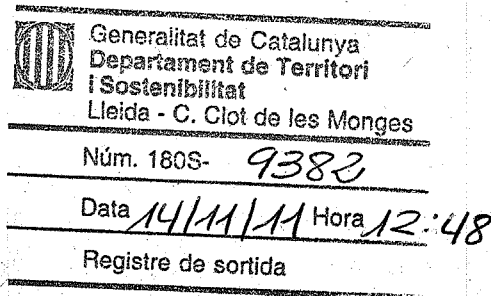 Generalitat de Catalunya
Departament de Territori
i Sostenibilitat
Lleida - C. Clot de les Monges
Núm. 180S- 9382
Data 14/11/11 Hora 12:48
Registre de sortida